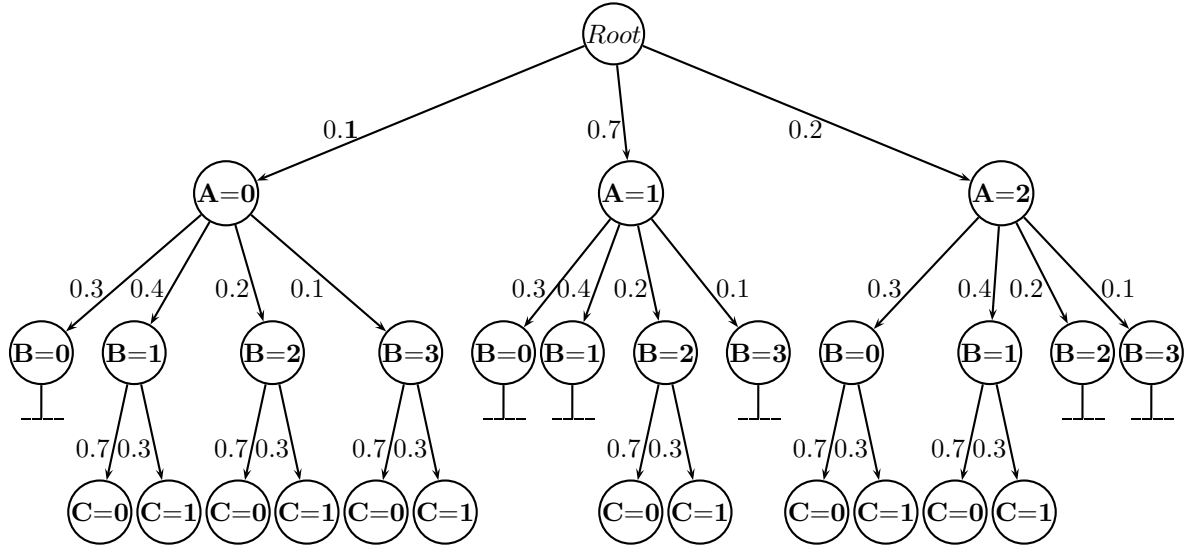 Root
0.1 0.7 0.2
A=0 A=1 A=2
0.3 0.4 0.2 0.1 0.3 0.4 0.2 0.1 0.3 0.4 0.2 0.1
B=0 B=1 B=2 B=3 B=0 B=1 B=2 B=3 B=0 B=1 B=2 B=3
0.7 0.3 0.7 0.3 0.7 0.3 0.7 0.3 0.7 0.3 0.7 0.3
C=0 C=1 C=0 C=1 C=0 C=1 C=0 C=1 C=0 C=1 C=0 C=1